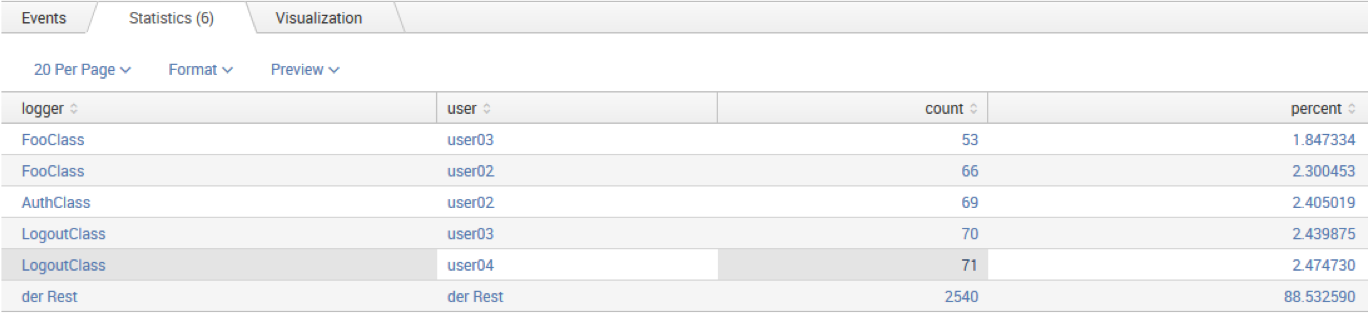 Events Statistics (6) Visualization
20 Per Page Format Preview
logger user count percent
FooClass user03 53 1.847334
FooClass user02 66 2.300453
AuthClass user02 69 2.405019
LogoutClass user03 70 2.439875
LogoutClass user04 71 2.474730
der Rest der Rest 2540 88.532590